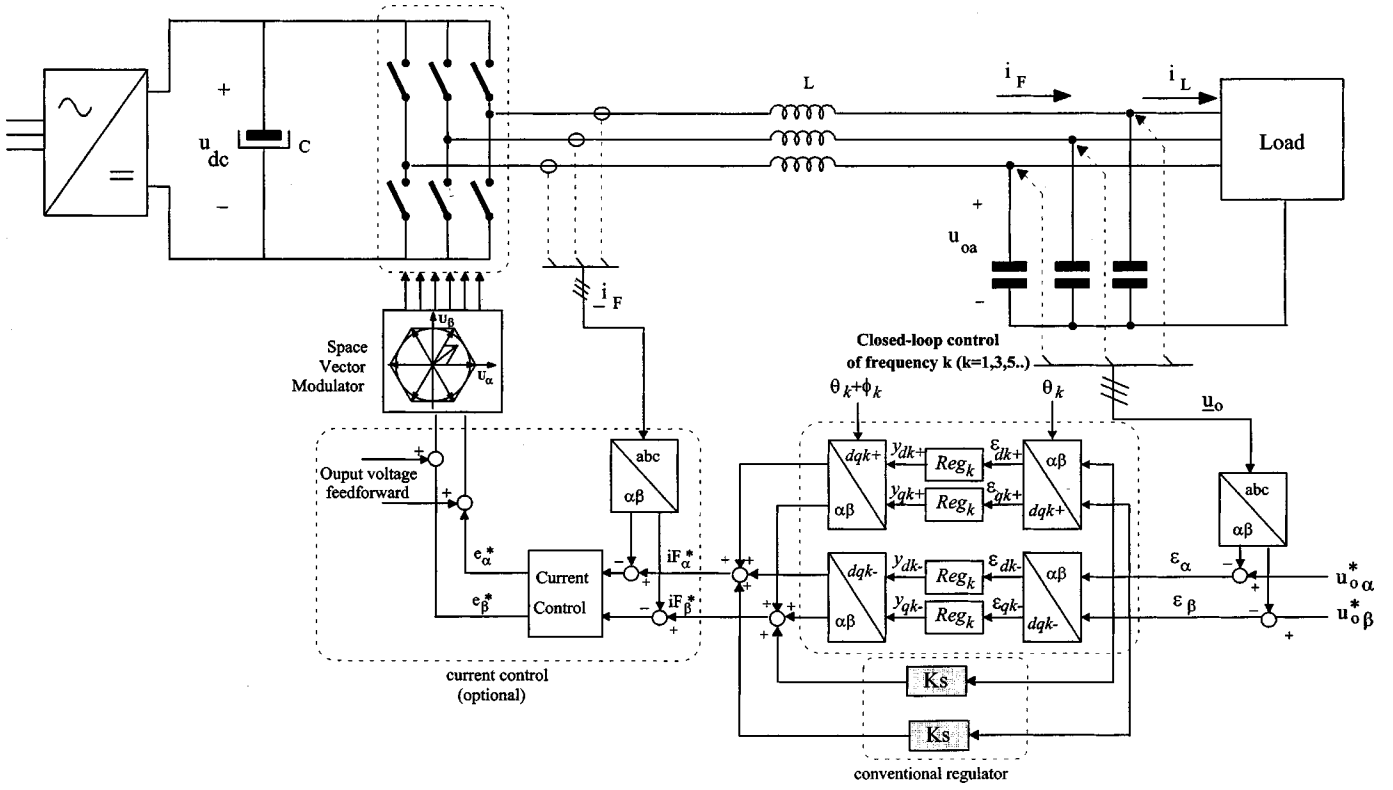 L
i F
i L
+
u dc
−
C
Load
+
u oa
−
i F
Space
Vector
Modulator
U β
U α
Closed-loop control
of frequency k (k=1,3,5..)
θ k+ϕ k
θ k
u o
+
Ouput voltage
feedforward
+
abc
αβ
dqk+
αβ
y dk+
Reg k
ε dk+
y qk+
Reg k
ε qk+
αβ
dqk+
abc
αβ
e α *
e β *
Current
Control
−
+
iF α *
−
+
iF β *
+
+
+
+
+
+
dqk-
αβ
y dk-
Reg k
ε dk-
y qk-
Reg k
ε qk-
αβ
dqk-
ε α
−
+
u * o α
ε β
−
+
u * o β
current control
(optional)
Ks
Ks
conventional regulator